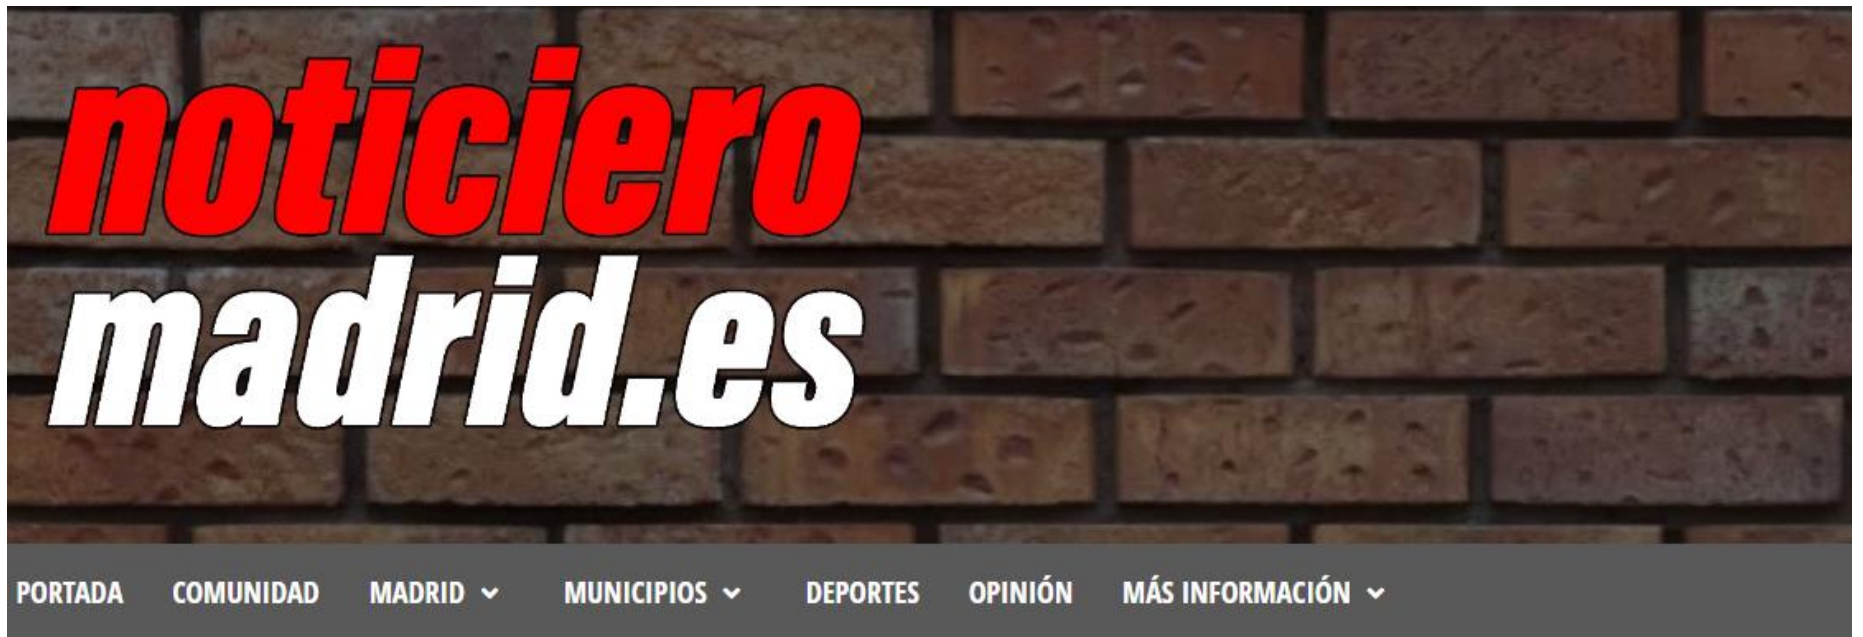 noticiero
madrid.es
PORTADA COMUNIDAD MADRID MUNICIPIOS DEPORTES OPINIÓN MÁS INFORMACIÓN